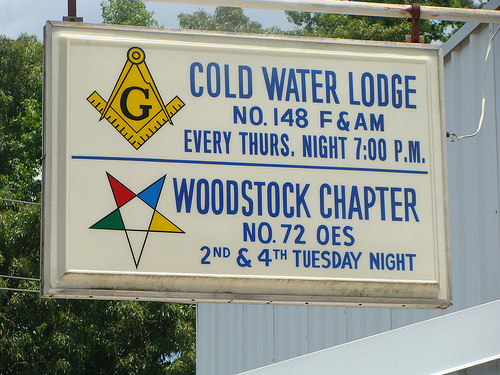 G
COLD WATER LODGE
NO. 148 F & AM
EVERY THURS. NIGHT 7:00 P.M.
WOODSTOCK CHAPTER
NO. 72 OES
2ND & 4TH TUESDAY NIGHT